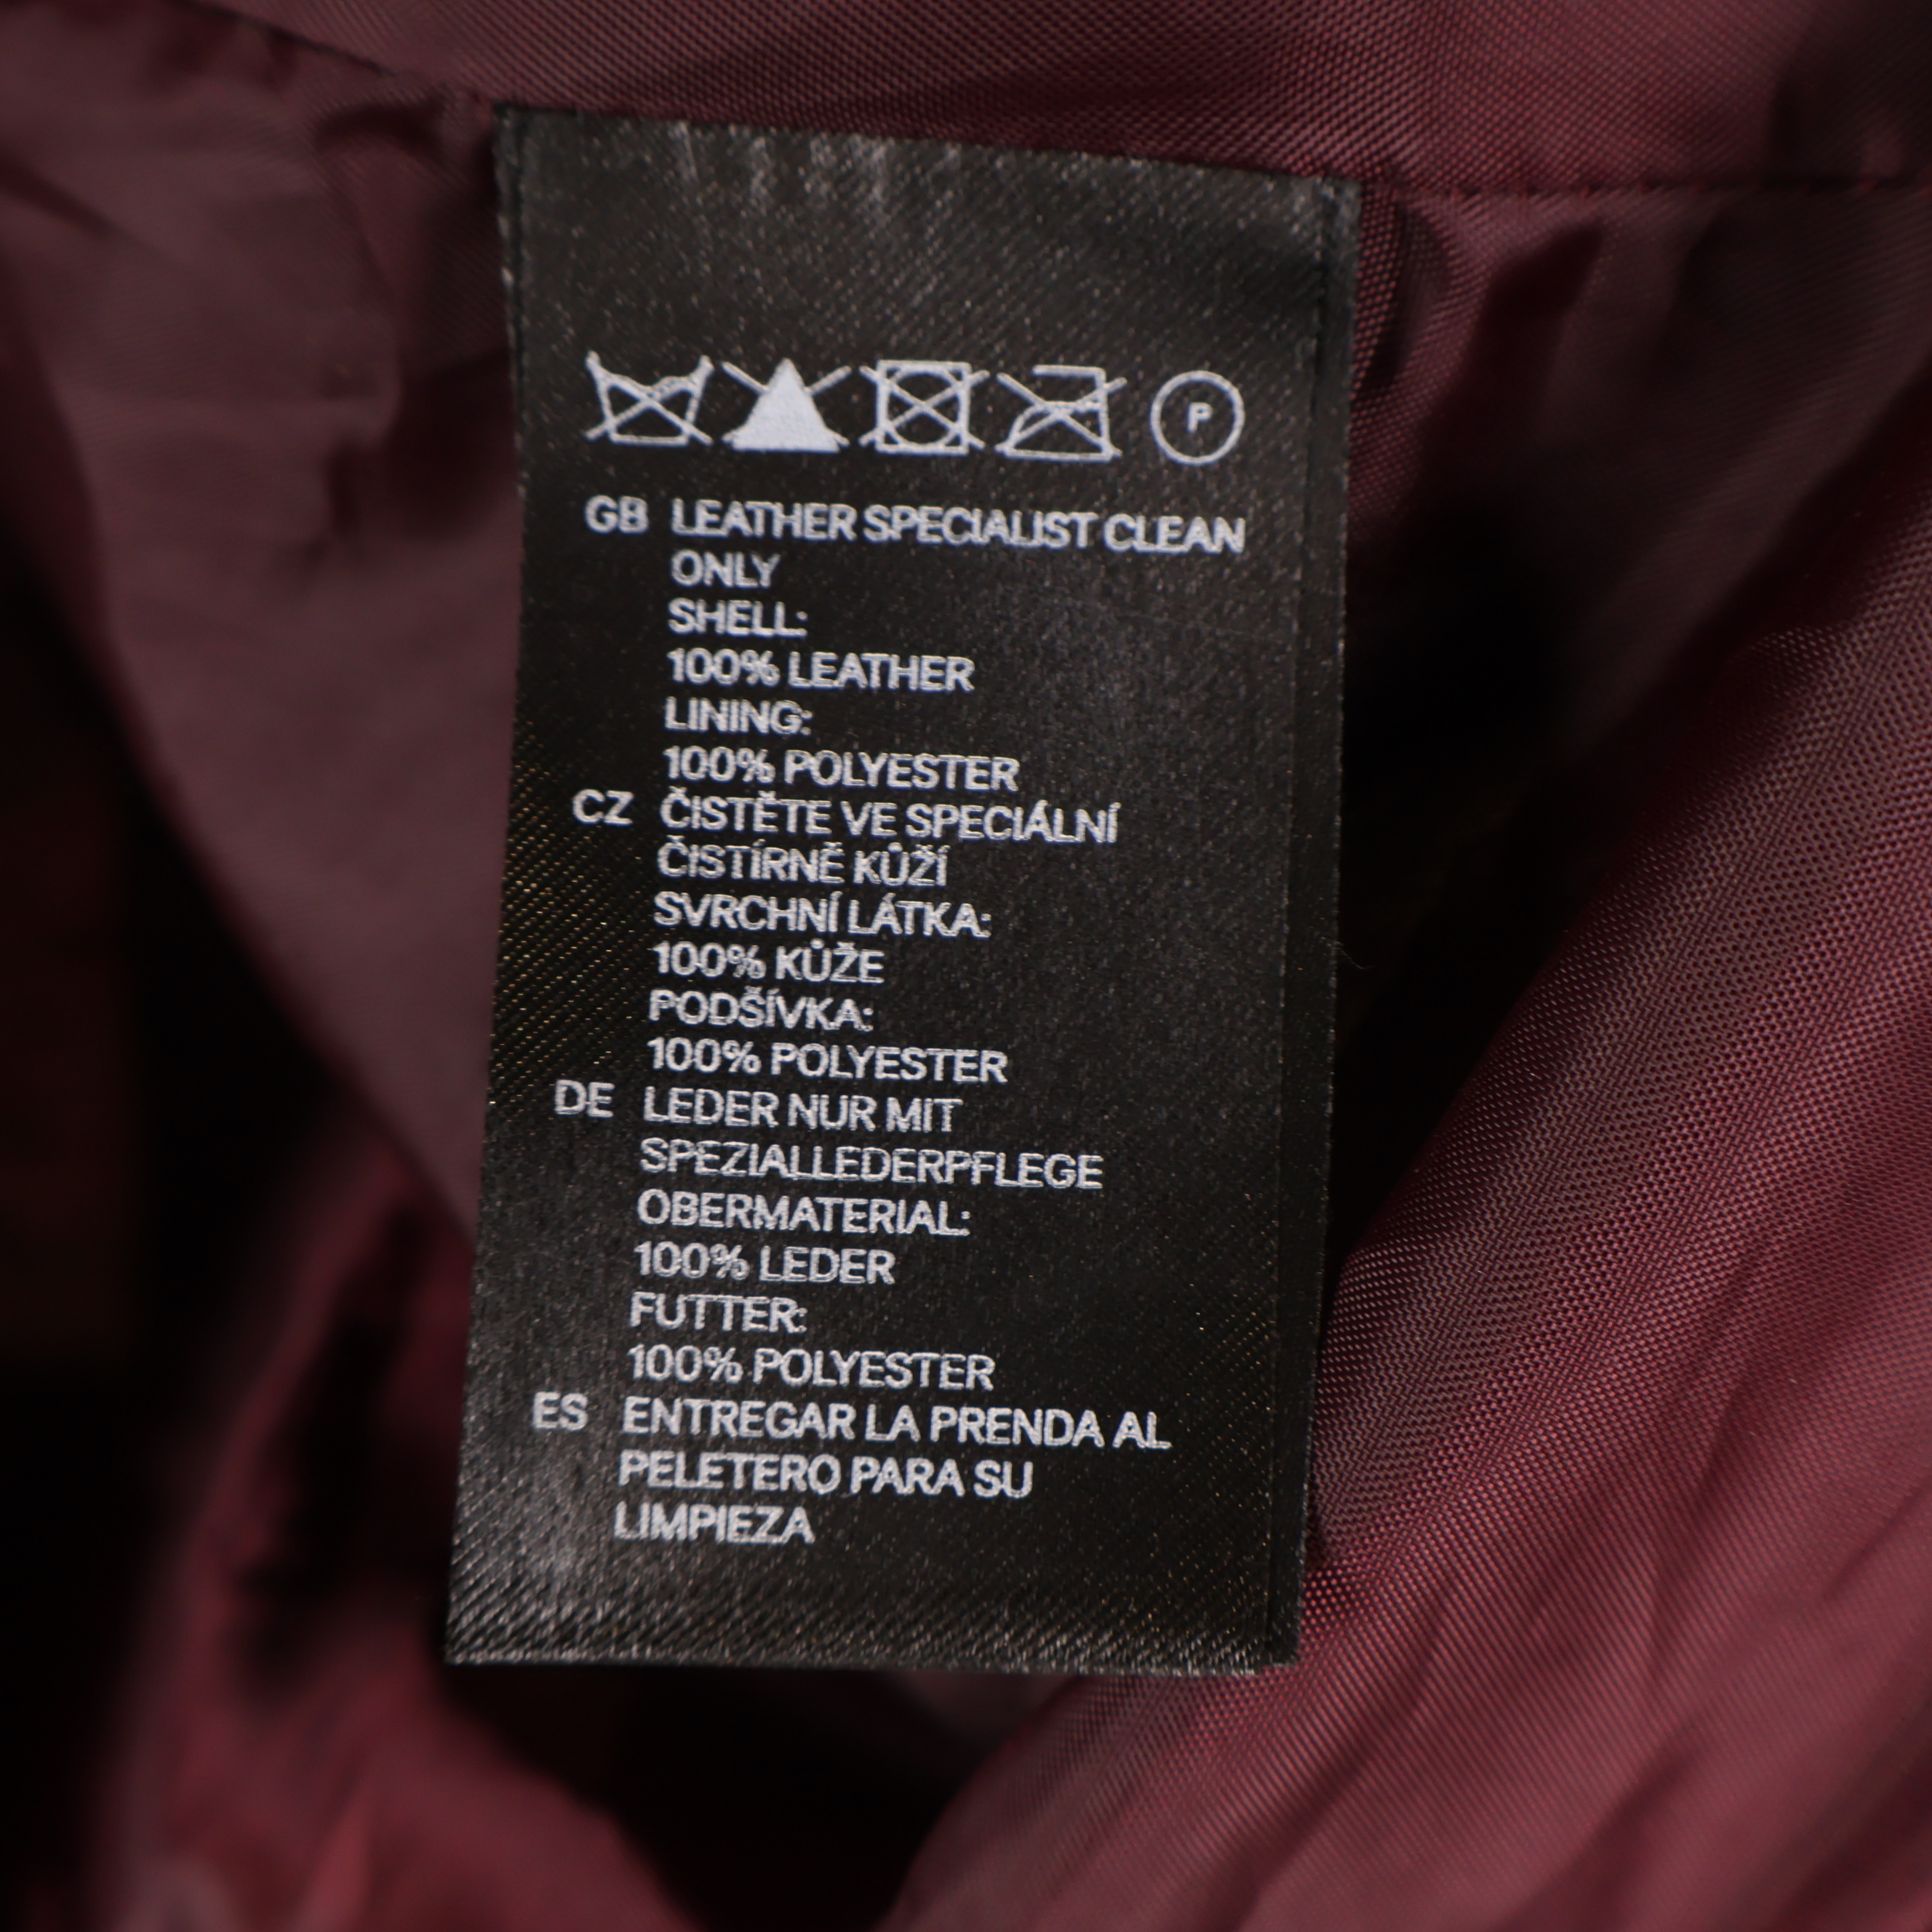 P
GB LEATHER SPECIALIST CLEAN
ONLY
SHELL:
100% LEATHER
LINING:
100% POLYESTER
CZ ČISTĚTE VE SPECIÁLNÍ
ČISTÍRNĚ KŮŽÍ
SVRCHNÍ LÁTKA:
100% KŮŽE
PODŠÍVKA:
100% POLYESTER
DE LEDER NUR MIT
SPEZIALLEDERPFLEGE
OBERMATERIAL:
100% LEDER
FUTTER:
100% POLYESTER
ES ENTREGAR LA PRENDA AL
PELETERO PARA SU
LIMPIEZA